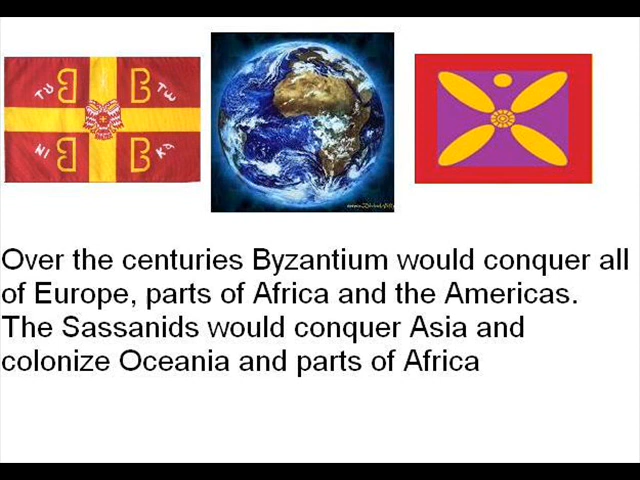 Over the centuries Byzantium would conquer all
of Europe, parts of Africa and the Americas.
The Sassanids would conquer Asia and
colonize Oceania and parts of Africa